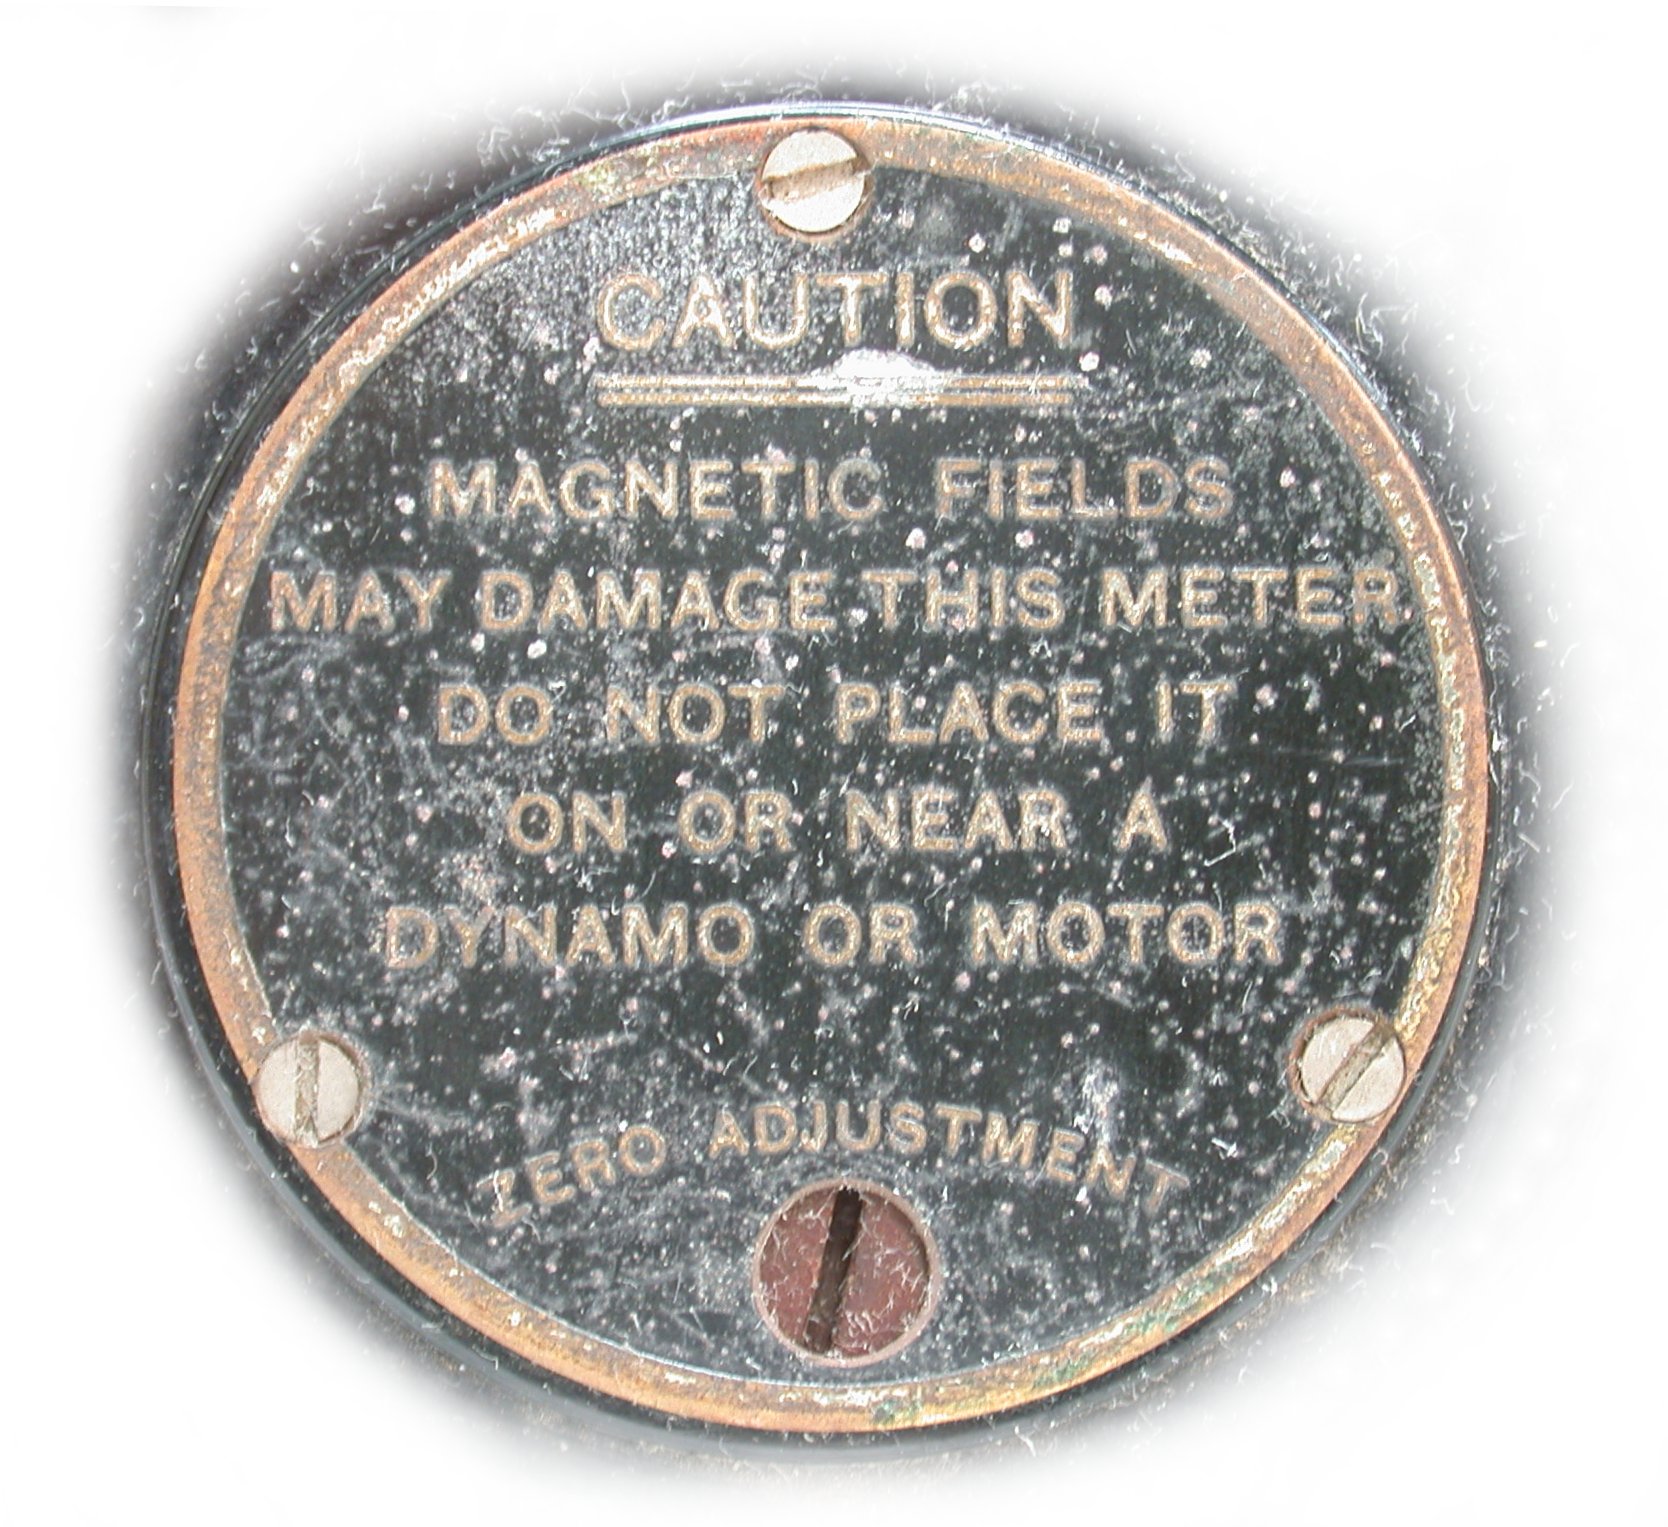 CAUTION
MAGNETIC FIELDS
MAY DAMAGE THIS METER
DO NOT PLACE IT
ON OR NEAR A
DYNAMO OR MOTOR
ZERO ADJUSTMENT